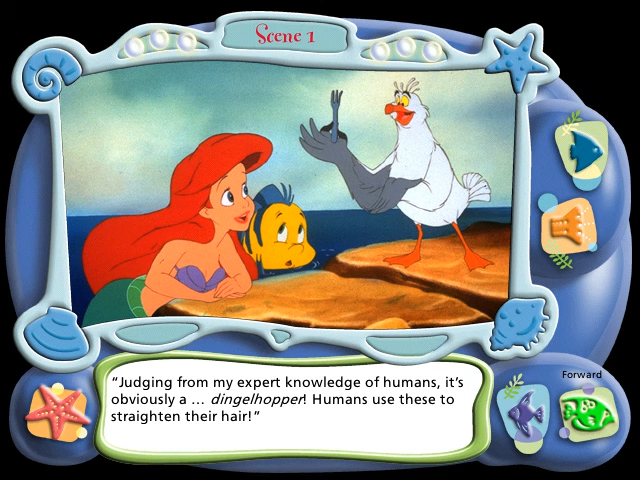 Scene 1
“Judging from my expert knowledge of humans, it’s
obviously a ... dingelhopper! Humans use these to
straighten their hair!“
Forward